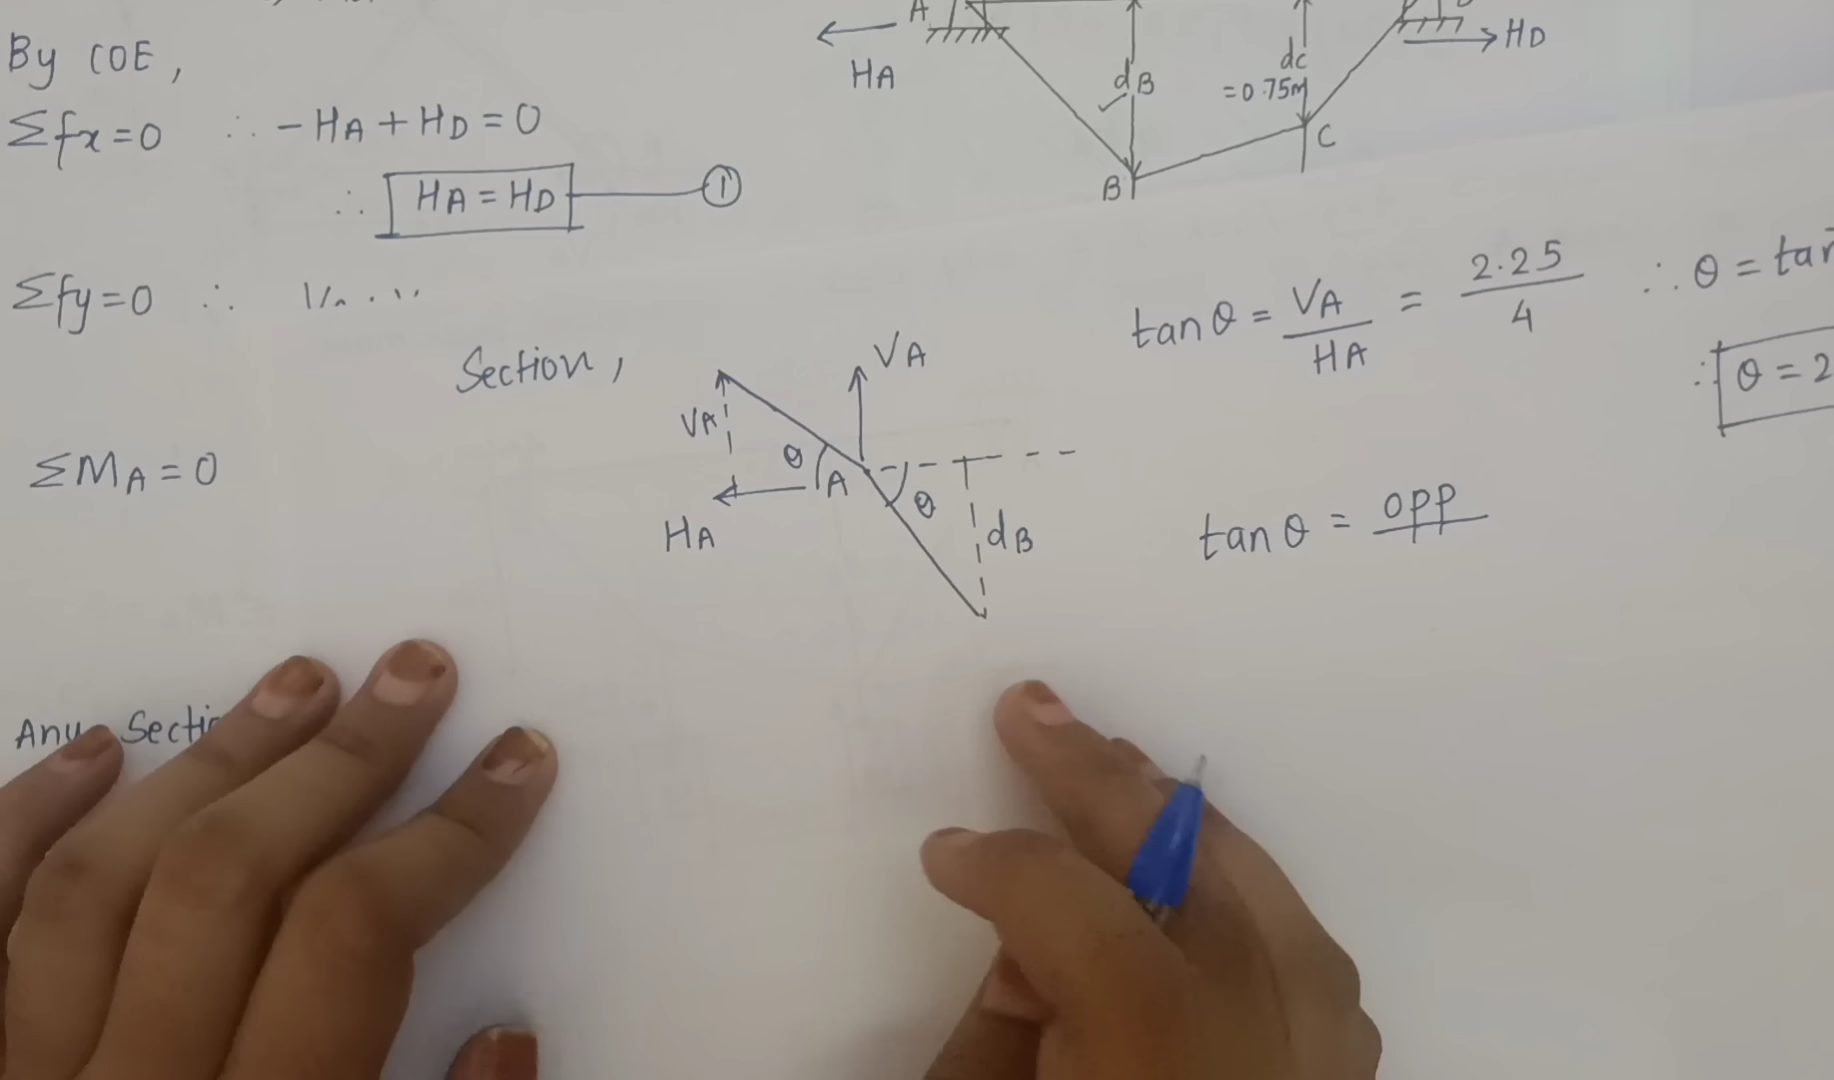 By COE,
Σfx=0 ∴ -HA + HD = 0
∴ HA = HD ①
Σfy=0 ∴
ΣMA=0
Any
A
HA
dB
dc
=0.75m
HD
B
C
Section,
VA
VA
θ
A
θ
HA
dB
tanθ = VA/HA = 2.25/4 ∴ θ = tan
∴ θ = 2
tanθ = opp